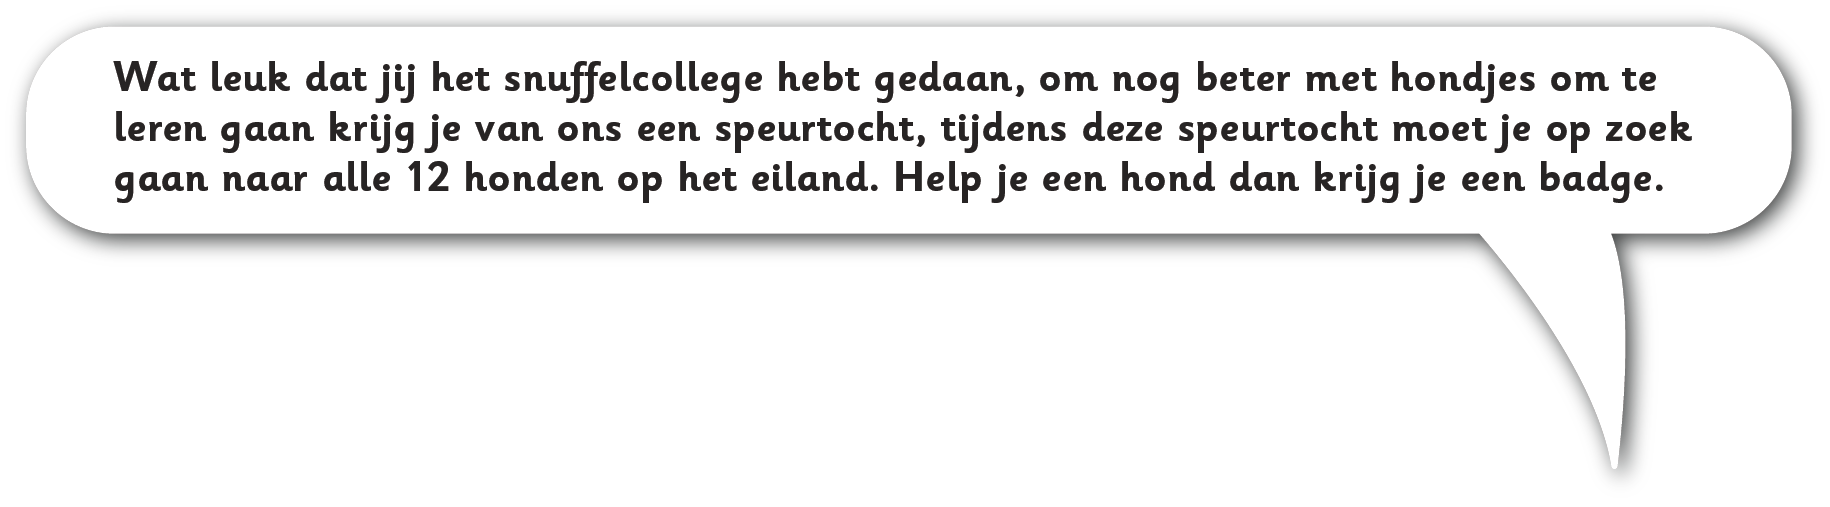 Wat leuk dat jij het snuffelcollege hebt gedaan, om nog beter met hondjes om te
leren gaan krijg je van ons een speurtocht, tijdens deze speurtocht moet je op zoek
gaan naar alle 12 honden op het eiland. Help je een hond dan krijg je een badge.